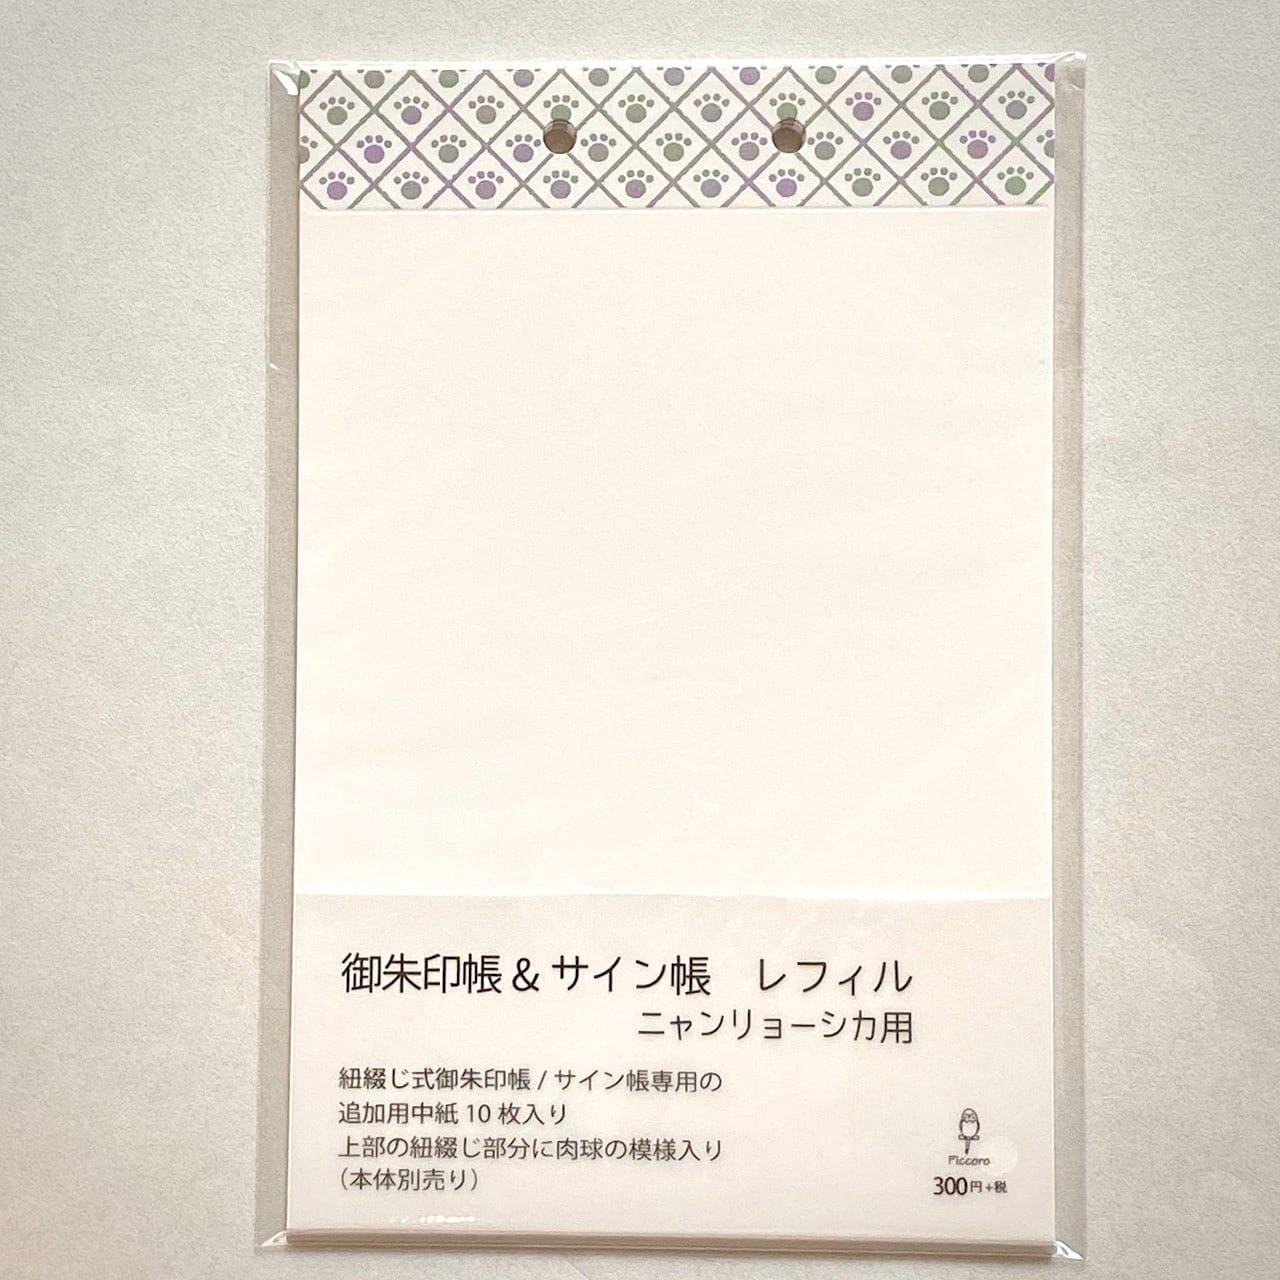 御朱印帳&サイン帳　レフィル
ニャンリョーシカ用
紐綴じ式御朱印帳/サイン帳専用の
追加用中紙10枚入り
上部の紐綴じ部分に肉球の模様入り
（本体別売り）
Piccoro
300円+税